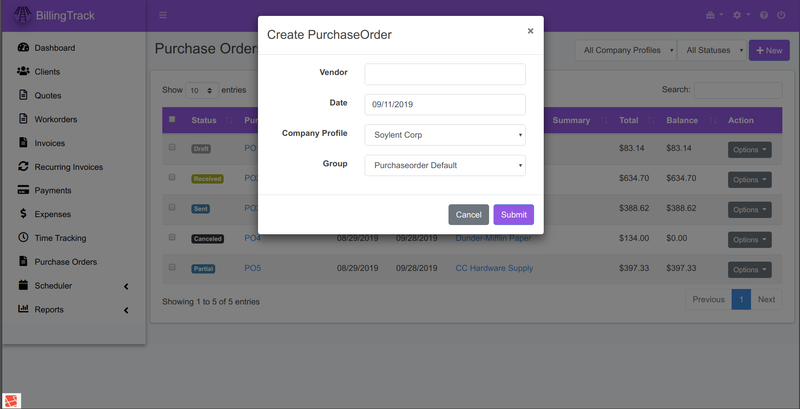 BillingTrack
Dashboard
Clients
Quotes
Workorders
Invoices
Recurring Invoices
Payments
Expenses
Time Tracking
Purchase Orders
Scheduler
Reports
Purchase Order
All Company Profiles
All Statuses
+ New
Show 10 entries
Search:
Status Pu Summary Total Balance Action
Draft PO $83.14 $83.14 Options
Received PO $634.70 $634.70 Options
Sent PO $388.62 $388.62 Options
Canceled PO4 08/29/2019 09/28/2019 Dunder-Mifflin Paper $134.00 $0.00 Options
Partial PO5 08/29/2019 09/28/2019 CC Hardware Supply $397.33 $397.33 Options
Showing 1 to 5 of 5 entries
Previous 1 Next
Create PurchaseOrder ×
Vendor
Date 09/11/2019
Company Profile Soylent Corp
Group Purchaseorder Default
Cancel Submit